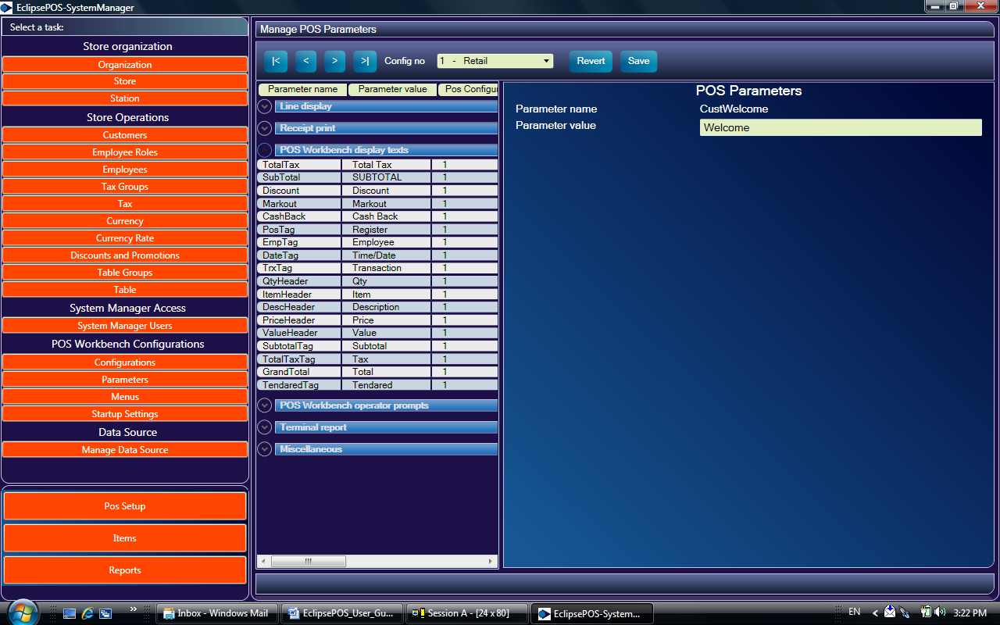 EclipsePOS-SystemManager
Select a task:
Store organization
Organization
Store
Station
Store Operations
Customers
Employee Roles
Employees
Tax Groups
Tax
Currency
Currency Rate
Discounts and Promotions
Table Groups
Table
System Manager Access
System Manager Users
POS Workbench Configurations
Configurations
Parameters
Menus
Startup Settings
Data Source
Manage Data Source
Pos Setup
Items
Reports
Manage POS Parameters
|< < > >| Config no 1 - Retail Revert Save
Parameter name Parameter value Pos Configur
Line display
Receipt print
POS Workbench display texts
TotalTax Total Tax 1
SubTotal SUBTOTAL 1
Discount Discount 1
Markout Markout 1
CashBack Cash Back 1
PosTag Register 1
EmpTag Employee 1
DateTag Time/Date 1
TrxTag Transaction 1
QtyHeader Qty 1
ItemHeader Item 1
DescHeader Description 1
PriceHeader Price 1
ValueHeader Value 1
SubtotalTag Subtotal 1
TotalTaxTag Tax 1
GrandTotal Total 1
TendaredTag Tendared 1
POS Workbench operator prompts
Terminal report
Miscellaneous
POS Parameters
Parameter name CustWelcome
Parameter value Welcome
Inbox - Windows Mail EclipsePOS_User_Gu... Session A - [24 x 80] EclipsePOS-System... EN 3:22 PM